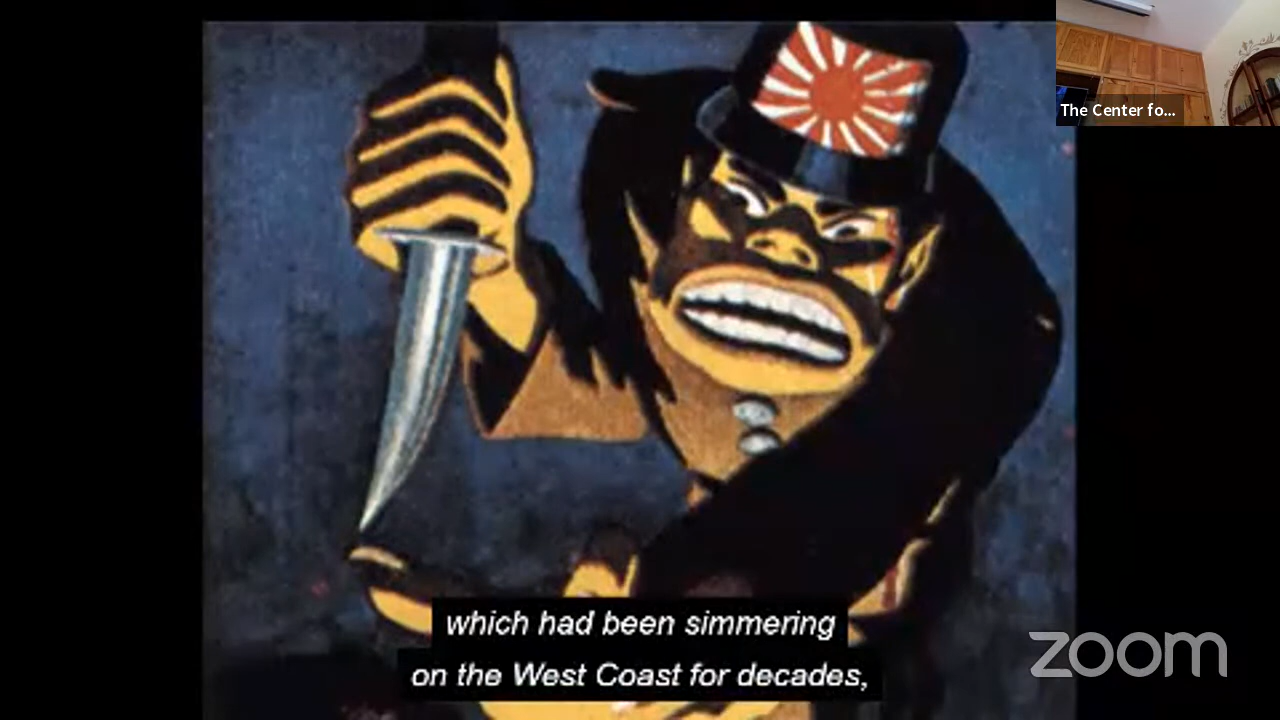 The Center fo...
which had been simmering
on the West Coast for decades,
zoom